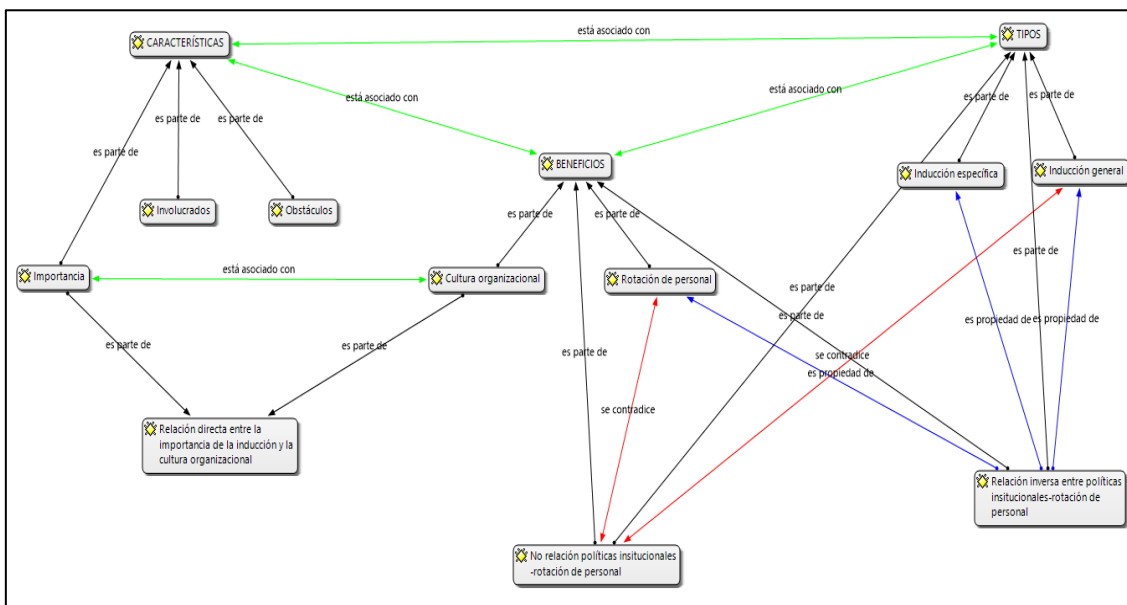 está asociado con
CARACTERÍSTICAS
TIPOS
está asociado con
está asociado con
es parte de
es parte de
es parte de
es parte de
es parte de
BENEFICIOS
Inducción específica
Inducción general
Involucrados
Obstáculos
es parte de
es parte de
es parte de
está asociado con
Importancia
Cultura organizacional
Rotación de personal
es parte de
es parte de
es propiedad de
es propiedad de
es parte de
es parte de
es parte de
se contradice
es propiedad de
se contradice
Relación directa entre la
importancia de la inducción y la
cultura organizacional
Relación inversa entre políticas
insitucionales-rotación de
personal
No relación políticas insitucionales
-rotación de personal